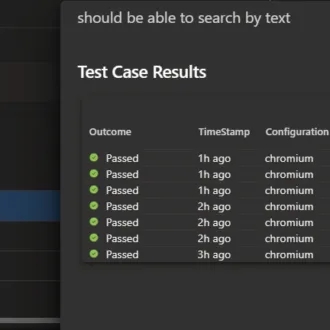 should be able to search by text
Test Case Results
Outcome TimeStamp Configuration
Passed 1h ago chromium
Passed 1h ago chromium
Passed 1h ago chromium
Passed 2h ago chromium
Passed 2h ago chromium
Passed 2h ago chromium
Passed 3h ago chromium